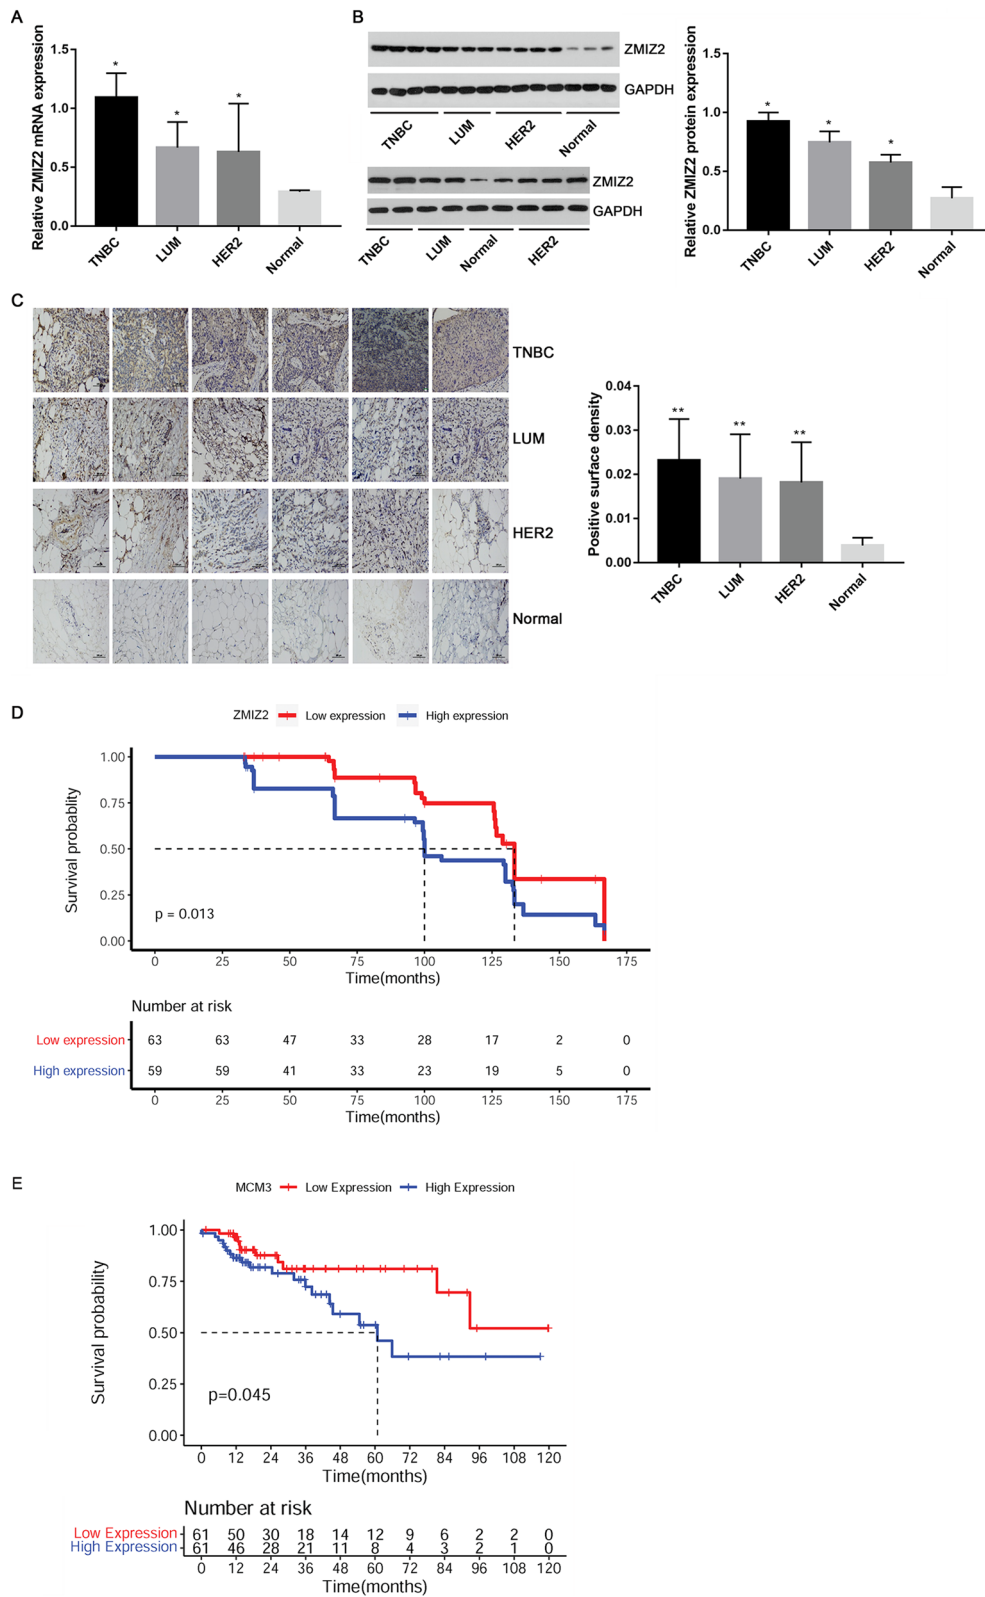 A
Relative ZMIZ2 mRNA expression
1.5
1.0
0.5
0.0
*
*
*
TNBC
LUM
HER2
Normal
B
ZMIZ2
GAPDH
TNBC
LUM
HER2
Normal
ZMIZ2
GAPDH
TNBC
LUM
Normal
HER2
Relative ZMIZ2 protein expression
1.5
1.0
0.5
0.0
*
*
*
TNBC
LUM
HER2
Normal
C
TNBC
LUM
HER2
Normal
Positive surface density
0.04
0.03
0.02
0.01
0.00
**
**
**
TNBC
LUM
HER2
Normal
D
ZMIZ2 Low expression High expression
Survival probablity
1.00
0.75
0.50
0.25
0.00
p = 0.013
0 25 50 75 100 125 150 175
Time(months)
Number at risk
Low expression 63 63 47 33 28 17 2 0
High expression 59 59 41 33 23 19 5 0
0 25 50 75 100 125 150 175
Time(months)
E
MCM3 Low Expression High Expression
Survival probability
1.00
0.75
0.50
0.25
0.00
p=0.045
0 12 24 36 48 60 72 84 96 108 120
Time(months)
Number at risk
Low Expression 61 50 30 18 14 12 9 6 2 2 0
High Expression 61 46 28 21 11 8 4 3 2 1 0
0 12 24 36 48 60 72 84 96 108 120
Time(months)